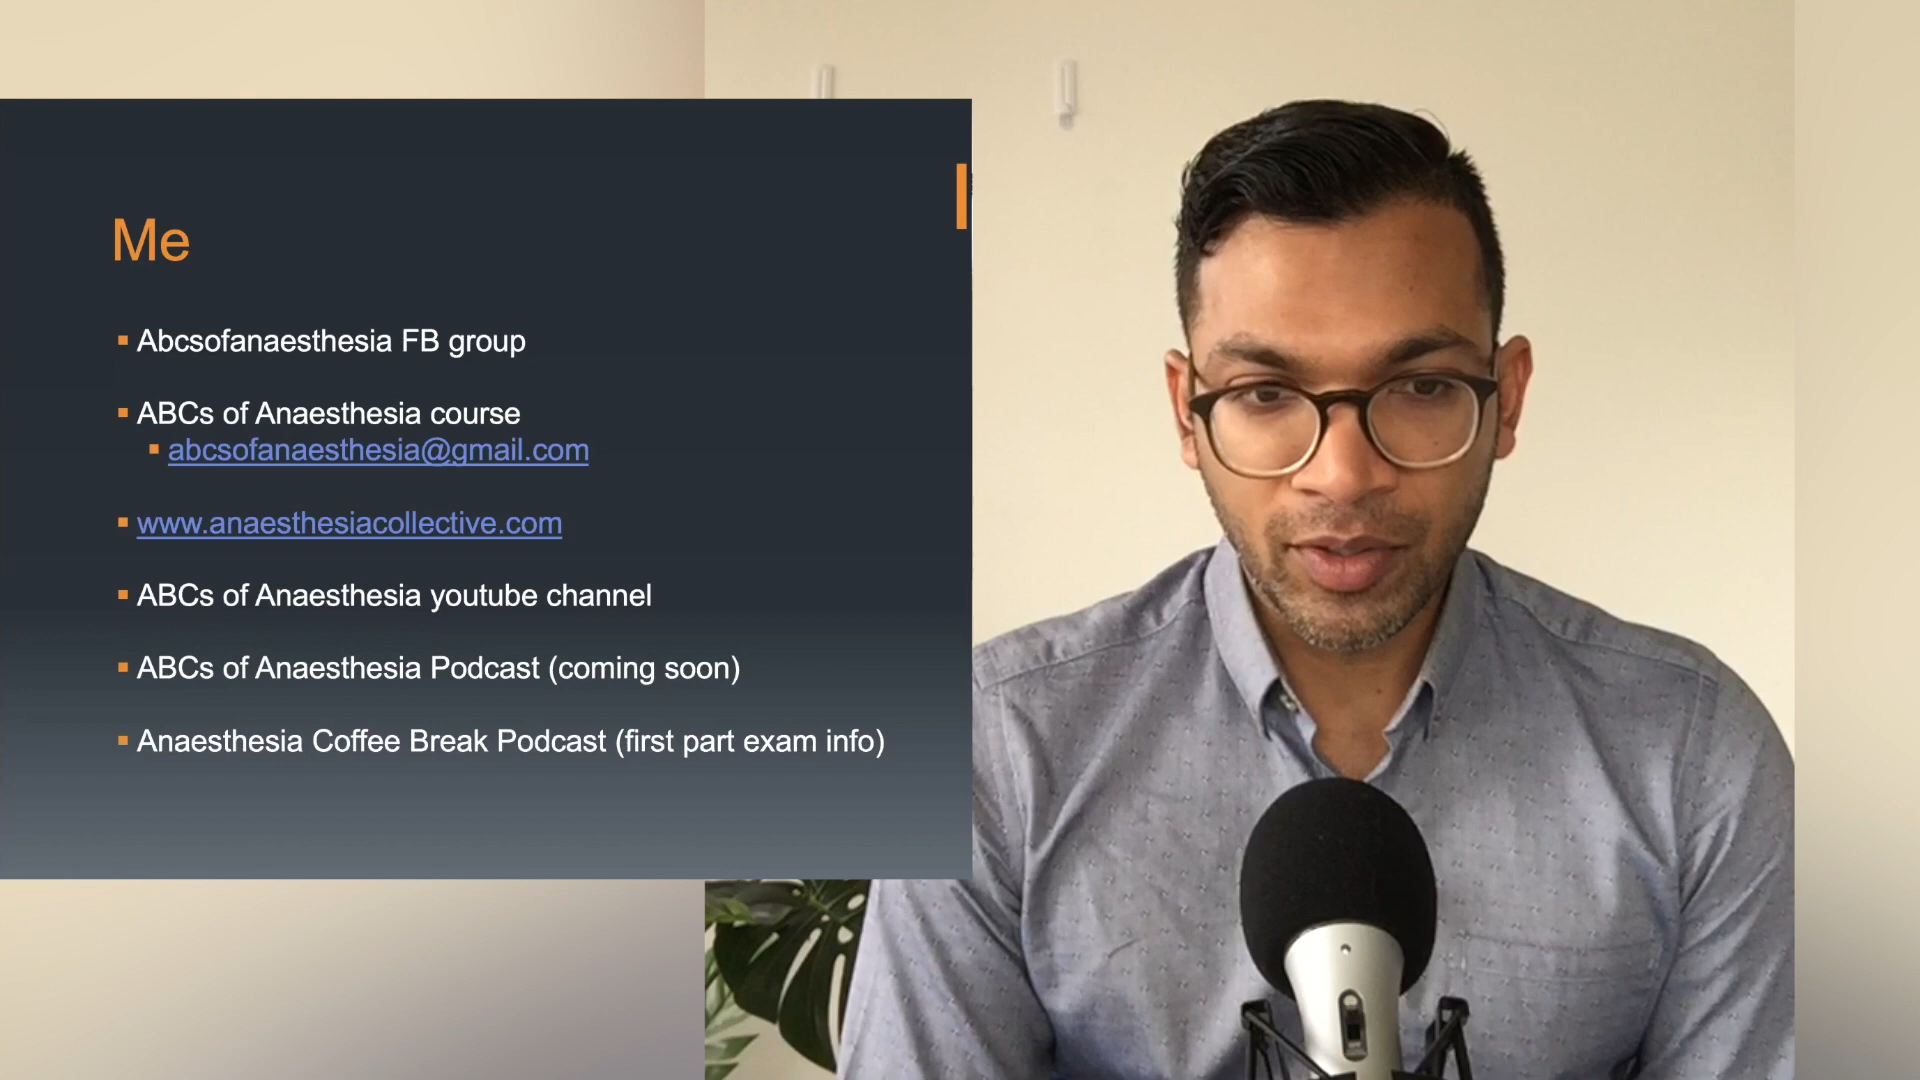 Me
Abcsofanaesthesia FB group
ABCs of Anaesthesia course
abcsofanaesthesia@gmail.com
www.anaesthesiacollective.com
ABCs of Anaesthesia youtube channel
ABCs of Anaesthesia Podcast (coming soon)
Anaesthesia Coffee Break Podcast (first part exam info)